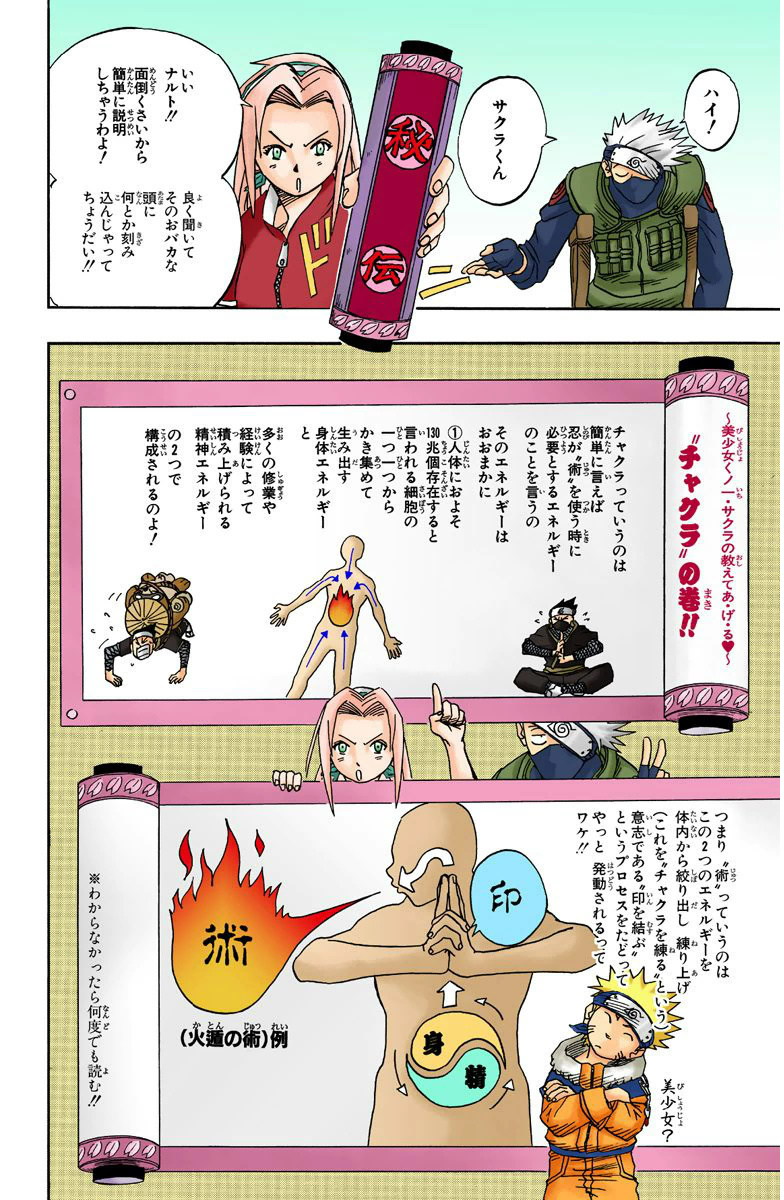 ハイ！
サクラくん
秘
伝
ド
いい
ナルト!!
面倒くさいから
簡単に説明
しちゃうわよ！
良く聞いて
そのおバカな
頭に
何とか刻み
込んじゃって
ちょうだい!!
～美少女くノ一・サクラの教えてあ・げ・る♥～
〝チャクラ〟の巻!!
チャクラっていうのは
簡単に言えば
忍が〝術〟を使う時に
必要とするエネルギー
のことを言うの
そのエネルギーは
おおまかに
①人体におよそ
130兆個存在すると
言われる細胞の
一つ一つから
かき集めて
生み出す
身体エネルギー
と
多くの修業や
経験によって
積み上げられる
精神エネルギー
の2つで
構成されるのよ！
つまり〝術〟っていうのは
この2つのエネルギーを
体内から絞り出し 練り上げ
(これを〝チャクラを練る〟という)
意志である〝印を結ぶ〟
というプロセスをたどって
やっと 発動されるって
ワケ!!
印
術
身
精
(火遁の術)例
美少女？
※わからなかったら何度でも読む!!